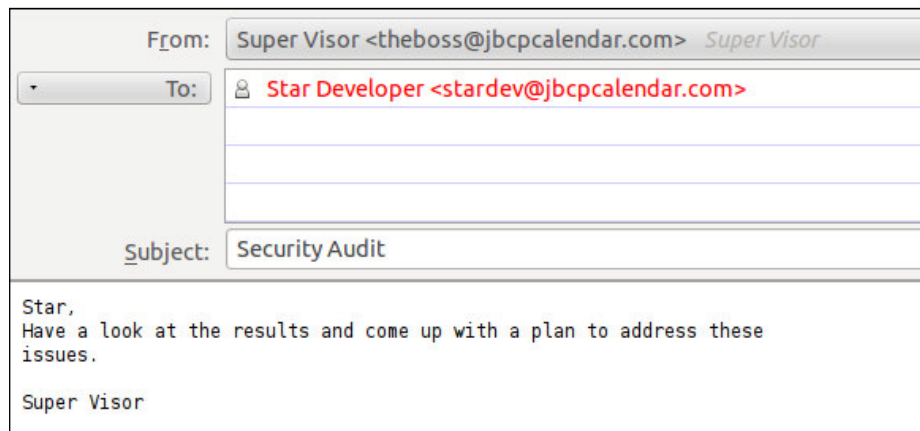 From: Super Visor <theboss@jbcpcalendar.com> Super Visor
To: Star Developer <stardev@jbcpcalendar.com>
Subject: Security Audit
Star,
Have a look at the results and come up with a plan to address these
issues.
Super Visor